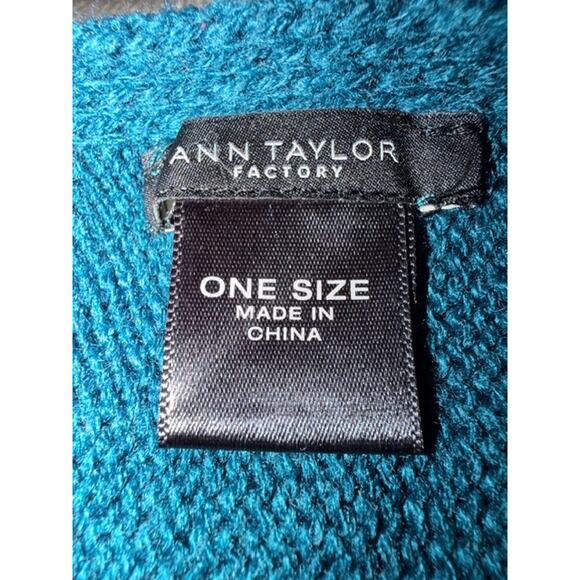 ANN TAYLOR
FACTORY
ONE SIZE
MADE IN
CHINA